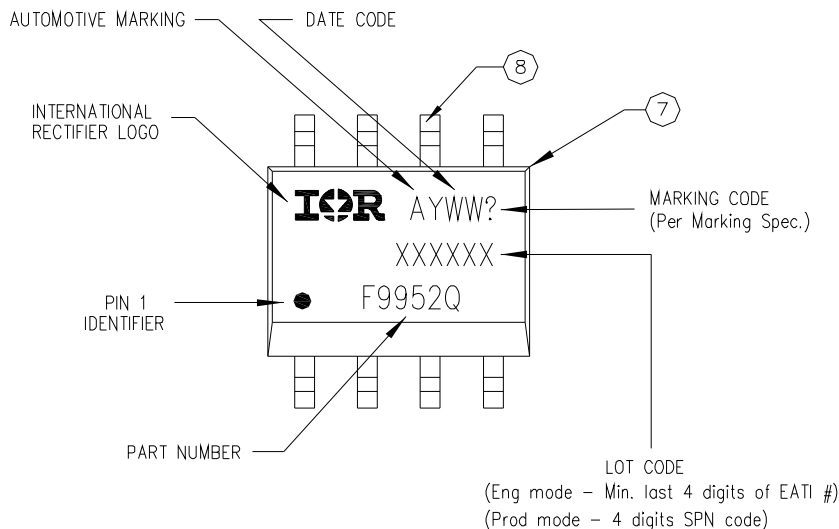 AUTOMOTIVE MARKING
DATE CODE
8
7
INTERNATIONAL
RECTIFIER LOGO
IOR
AYWW?
MARKING CODE
(Per Marking Spec.)
XXXXXX
PIN 1
IDENTIFIER
F9952Q
PART NUMBER
LOT CODE
(Eng mode – Min. last 4 digits of EATI #)
(Prod mode – 4 digits SPN code)